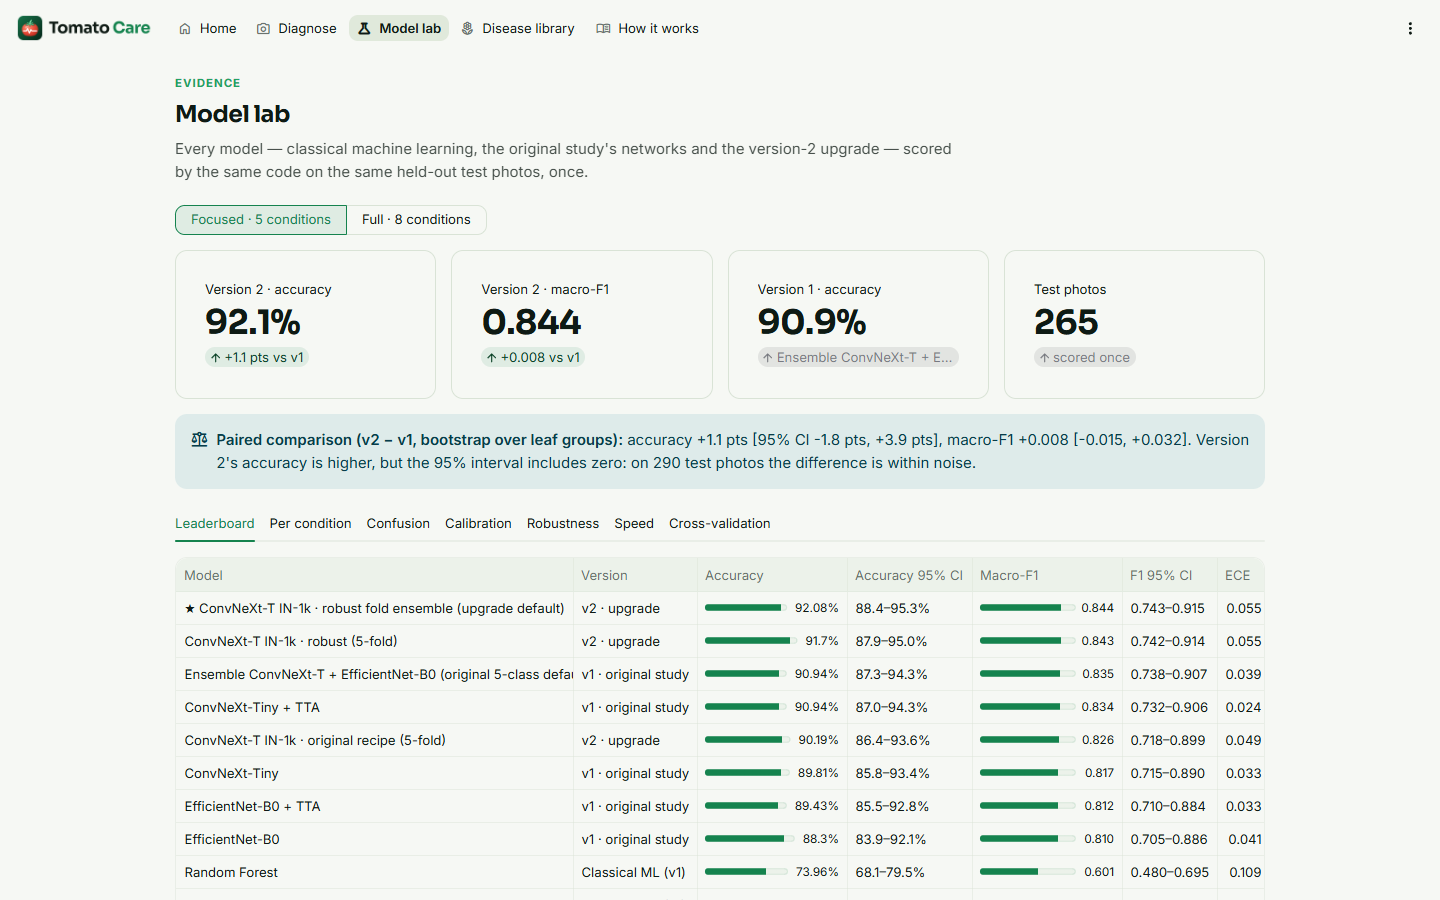 Tomato Care Home Diagnose Model lab Disease library How it works
EVIDENCE
Model lab
Every model — classical machine learning, the original study's networks and the version-2 upgrade — scored
by the same code on the same held-out test photos, once.
Focused · 5 conditions Full · 8 conditions
Version 2 · accuracy
92.1%
↑ +1.1 pts vs v1
Version 2 · macro-F1
0.844
↑ +0.008 vs v1
Version 1 · accuracy
90.9%
↑ Ensemble ConvNeXt-T + E...
Test photos
265
↑ scored once
Paired comparison (v2 − v1, bootstrap over leaf groups): accuracy +1.1 pts [95% CI -1.8 pts, +3.9 pts], macro-F1 +0.008 [-0.015, +0.032]. Version
2's accuracy is higher, but the 95% interval includes zero: on 290 test photos the difference is within noise.
Leaderboard Per condition Confusion Calibration Robustness Speed Cross-validation
Model Version Accuracy Accuracy 95% CI Macro-F1 F1 95% CI ECE
★ ConvNeXt-T IN-1k · robust fold ensemble (upgrade default) v2 · upgrade 92.08% 88.4–95.3% 0.844 0.743–0.915 0.055
ConvNeXt-T IN-1k · robust (5-fold) v2 · upgrade 91.7% 87.9–95.0% 0.843 0.742–0.914 0.055
Ensemble ConvNeXt-T + EfficientNet-B0 (original 5-class defau v1 · original study 90.94% 87.3–94.3% 0.835 0.738–0.907 0.039
ConvNeXt-Tiny + TTA v1 · original study 90.94% 87.0–94.3% 0.834 0.732–0.906 0.024
ConvNeXt-T IN-1k · original recipe (5-fold) v2 · upgrade 90.19% 86.4–93.6% 0.826 0.718–0.899 0.049
ConvNeXt-Tiny v1 · original study 89.81% 85.8–93.4% 0.817 0.715–0.890 0.033
EfficientNet-B0 + TTA v1 · original study 89.43% 85.5–92.8% 0.812 0.710–0.884 0.033
EfficientNet-B0 v1 · original study 88.3% 83.9–92.1% 0.810 0.705–0.886 0.041
Random Forest Classical ML (v1) 73.96% 68.1–79.5% 0.601 0.480–0.695 0.109